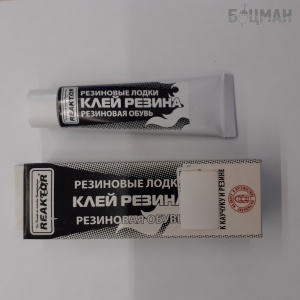 БОЦМАН
REAKTOR
РЕЗИНОВЫЕ ЛОДКИ
КЛЕЙ РЕЗИНА
РЕЗИНОВАЯ ОБУВЬ
REAKTOR
РЕЗИНОВЫЕ ЛОДКИ
КЛЕЙ РЕЗИНА
РЕЗИНОВАЯ ОБУВЬ
К КАУЧУКУ И РЕЗИНЕ